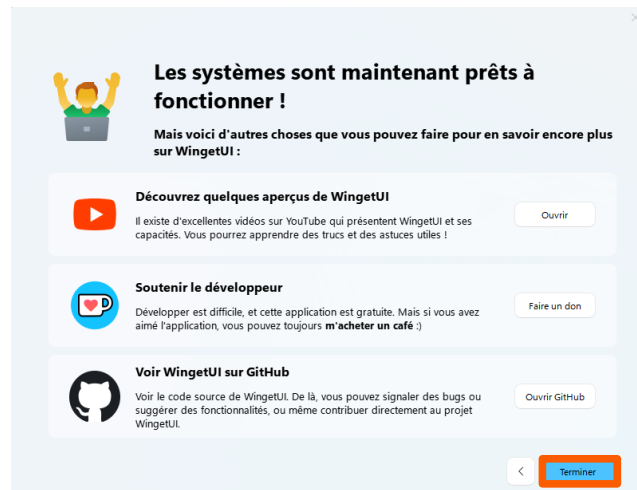 Les systèmes sont maintenant prêts à
fonctionner !
Mais voici d'autres choses que vous pouvez faire pour en savoir encore plus
sur WingetUI :
Découvrez quelques aperçus de WingetUI
Il existe d'excellentes vidéos sur YouTube qui présentent WingetUI et ses
capacités. Vous pourrez apprendre des trucs et des astuces utiles !
Ouvrir
Soutenir le développeur
Développer est difficile, et cette application est gratuite. Mais si vous avez
aimé l'application, vous pouvez toujours m'acheter un café :)
Faire un don
Voir WingetUI sur GitHub
Voir le code source de WingetUI. De là, vous pouvez signaler des bugs ou
suggérer des fonctionnalités, ou même contribuer directement au projet
WingetUI.
Ouvrir GitHub
Terminer